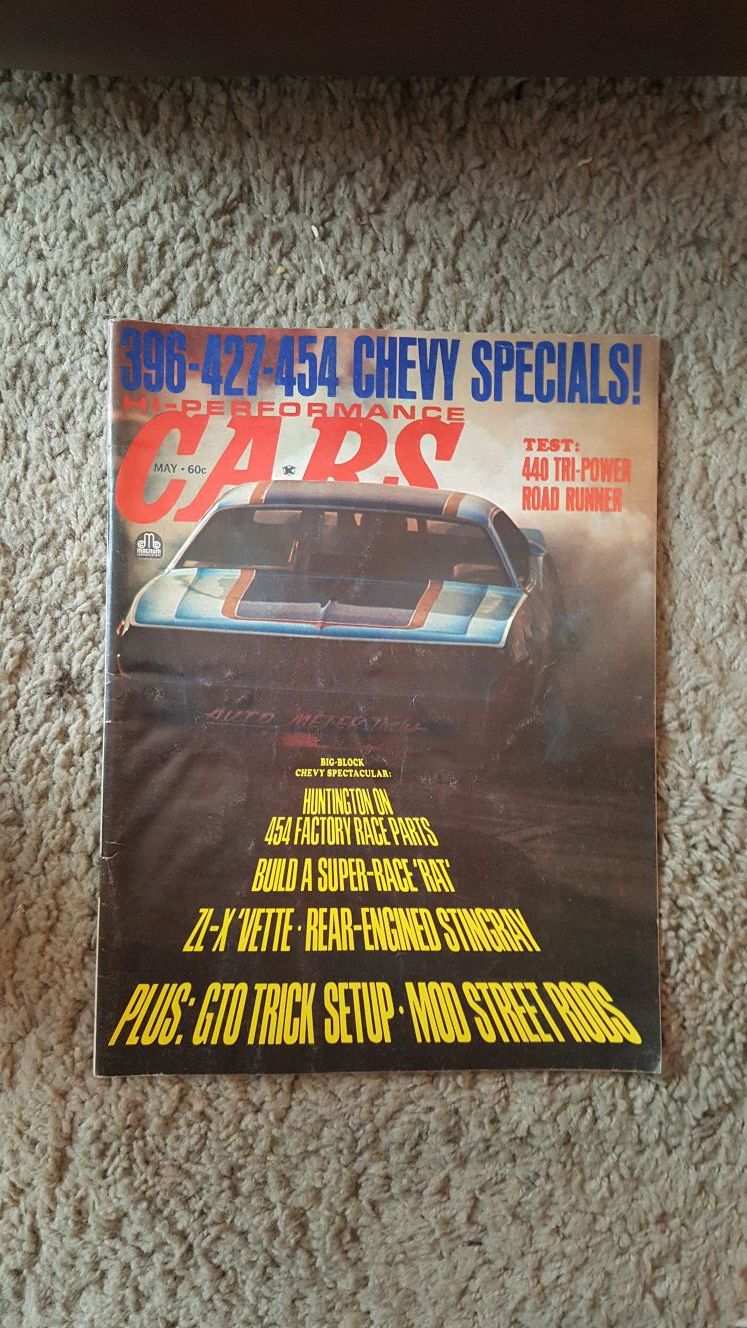 396-427-454 CHEVY SPECIALS!
HI-PERFORMANCE
CARS
MAY • 60c
TEST:
440 TRI-POWER
ROAD RUNNER
MAGNUM
AUTO METER
BIG-BLOCK
CHEVY SPECTACULAR:
HUNTINGTON ON
454 FACTORY RACE PARTS
BUILD A SUPER-RACE 'RAT'
ZL-X 'VETTE • REAR-ENGINED STINGRAY
PLUS: GTO TRICK SETUP • MOD STREET RODS